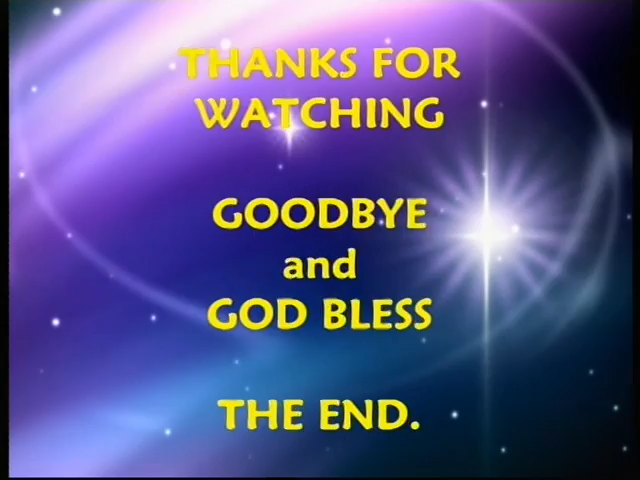 THANKS FOR
WATCHING
GOODBYE
and
GOD BLESS
THE END.